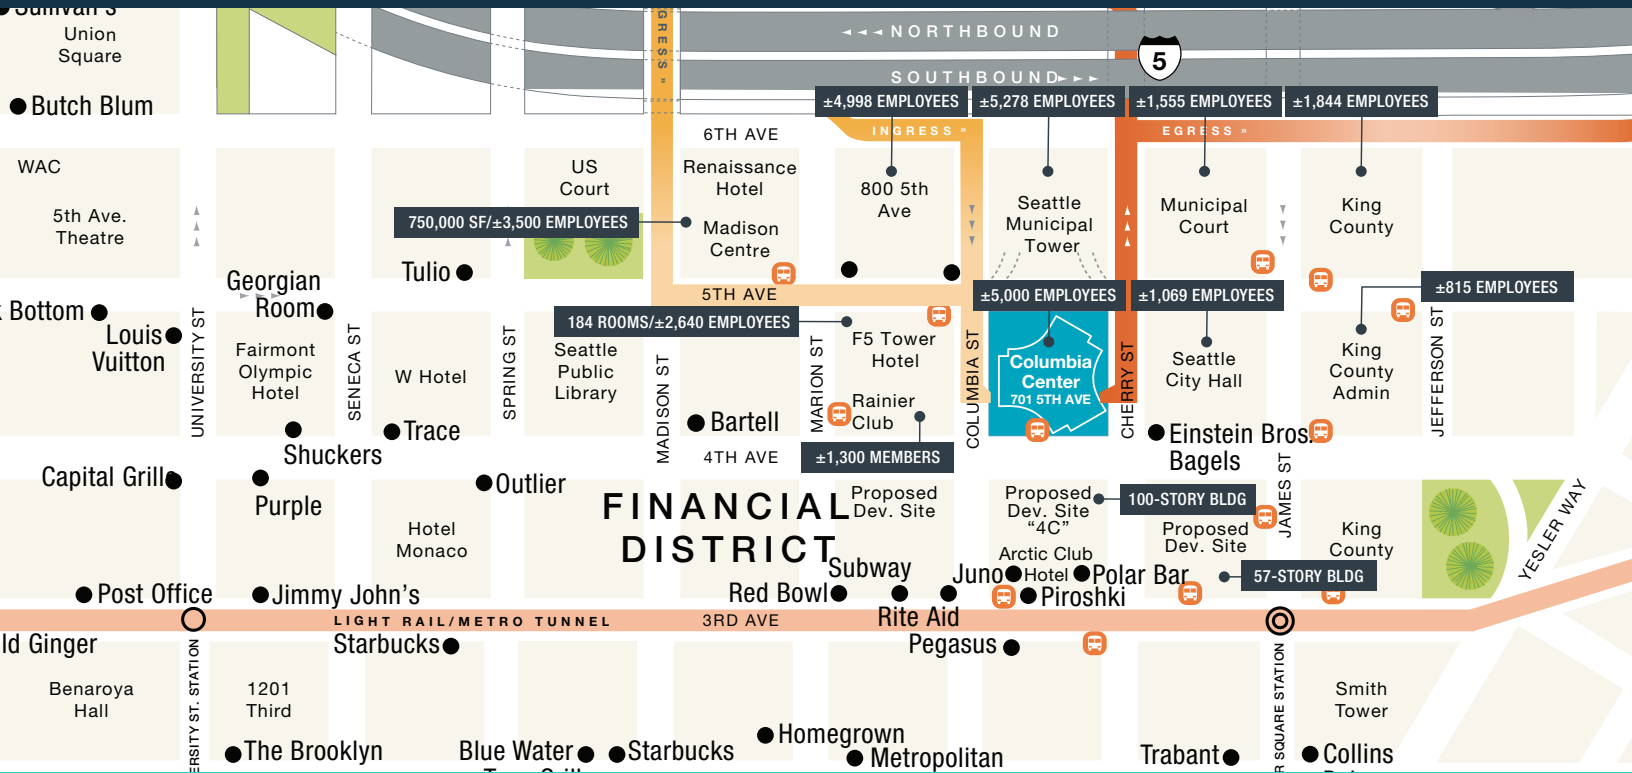 Sullivan's
Union
Square
Butch Blum
WAC
5th Ave.
Theatre
NORTHBOUND
SOUTHBOUND
5
GRESS »
±4,998 EMPLOYEES
±5,278 EMPLOYEES
±1,555 EMPLOYEES
±1,844 EMPLOYEES
6TH AVE
INGRESS »
EGRESS »
US
Court
Renaissance
Hotel
Madison
Centre
800 5th
Ave
Seattle
Municipal
Tower
Municipal
Court
King
County
750,000 SF/±3,500 EMPLOYEES
Tulio
Georgian
Room
Bottom
Louis
Vuitton
5TH AVE
±5,000 EMPLOYEES
±1,069 EMPLOYEES
±815 EMPLOYEES
184 ROOMS/±2,640 EMPLOYEES
UNIVERSITY ST
Fairmont
Olympic
Hotel
SENECA ST
W Hotel
SPRING ST
Seattle
Public
Library
MADISON ST
MARION ST
F5 Tower
Hotel
Rainier
Club
COLUMBIA ST
Columbia
Center
701 5TH AVE
CHERRY ST
Seattle
City Hall
King
County
Admin
JEFFERSON ST
Shuckers
Trace
Bartell
Einstein Bros.
Bagels
4TH AVE
±1,300 MEMBERS
Capital Grille
Purple
Outlier
Hotel
Monaco
FINANCIAL
DISTRICT
Proposed
Dev. Site
Proposed
Dev. Site
“4C”
100-STORY BLDG
Proposed
Dev. Site
JAMES ST
King
County
YESLER WAY
Arctic Club
Hotel
57-STORY BLDG
Post Office
Jimmy John's
Red Bowl
Subway
Rite Aid
Juno
Polar Bar
Piroshki
LIGHT RAIL/METRO TUNNEL
3RD AVE
ld Ginger
Starbucks
Pegasus
Benaroya
Hall
ERSITY ST. STATION
1201
Third
SQUARE STATION
Smith
Tower
The Brooklyn
Blue Water
Starbucks
Homegrown
Metropolitan
Trabant
Collins